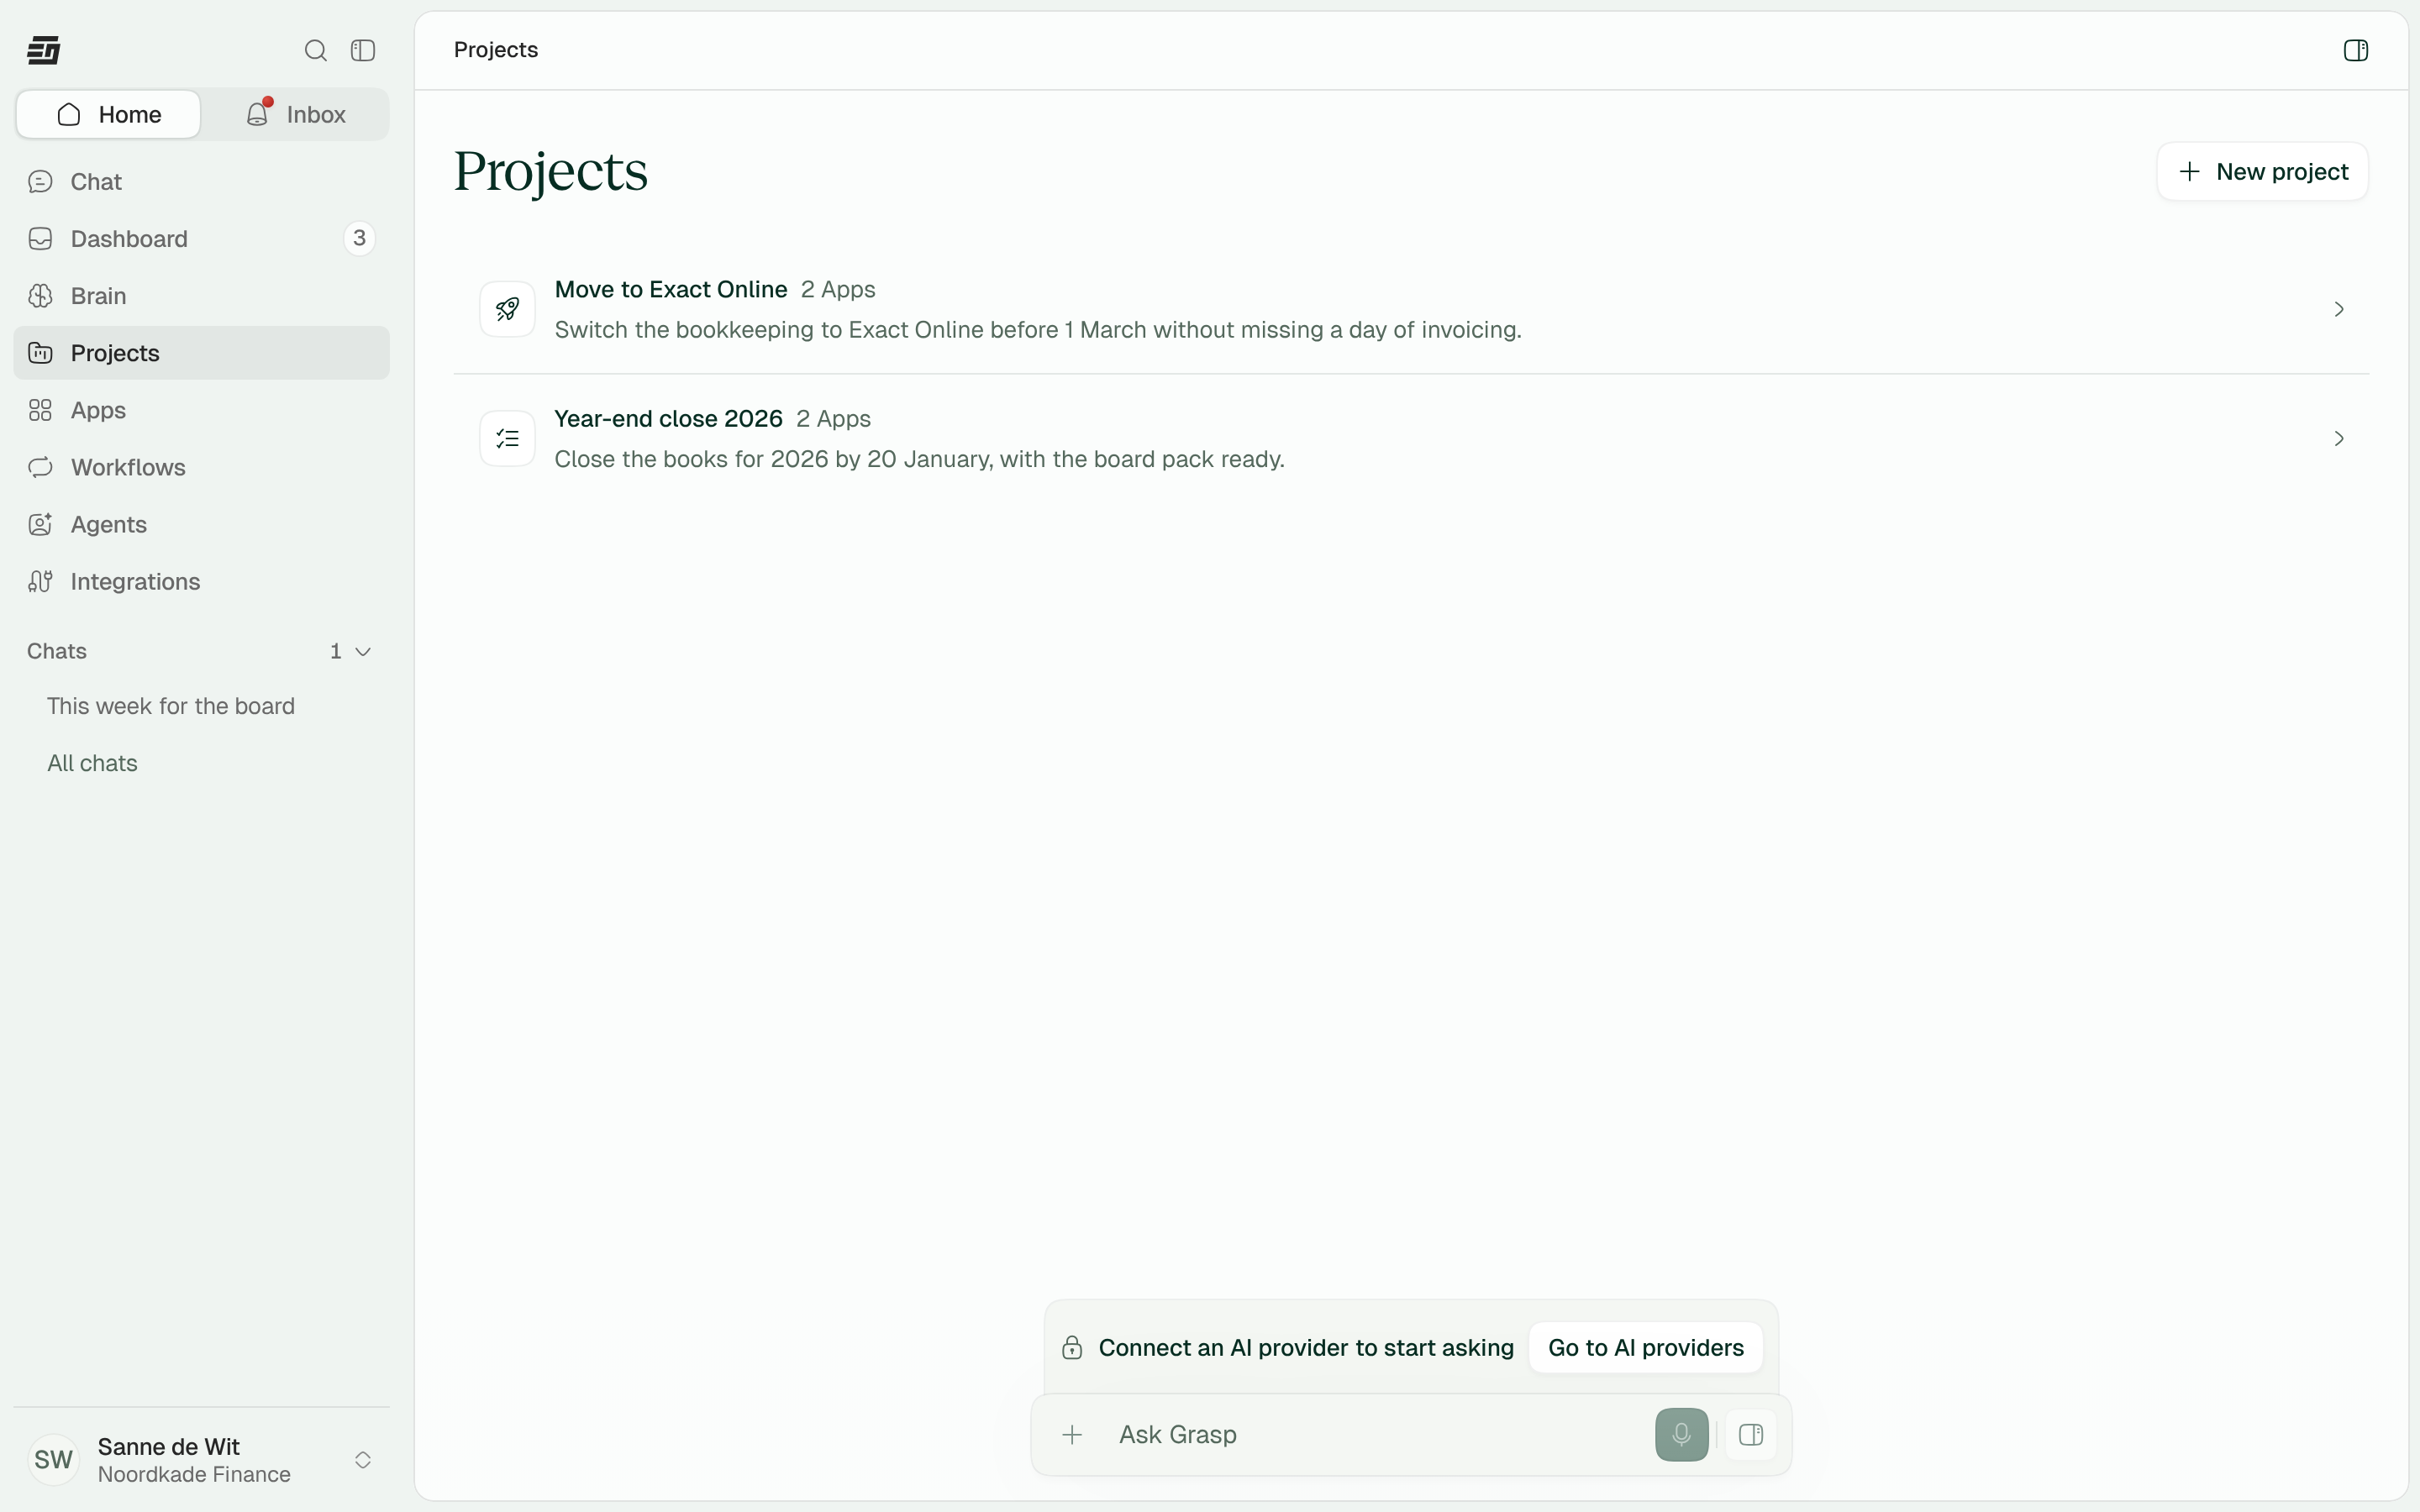 Home
Inbox
Chat
Dashboard 3
Brain
Projects
Apps
Workflows
Agents
Integrations
Chats 1
This week for the board
All chats
SW
Sanne de Wit
Noordkade Finance
Projects
Projects
New project
Move to Exact Online 2 Apps
Switch the bookkeeping to Exact Online before 1 March without missing a day of invoicing.
Year-end close 2026 2 Apps
Close the books for 2026 by 20 January, with the board pack ready.
Connect an AI provider to start asking
Go to AI providers
Ask Grasp